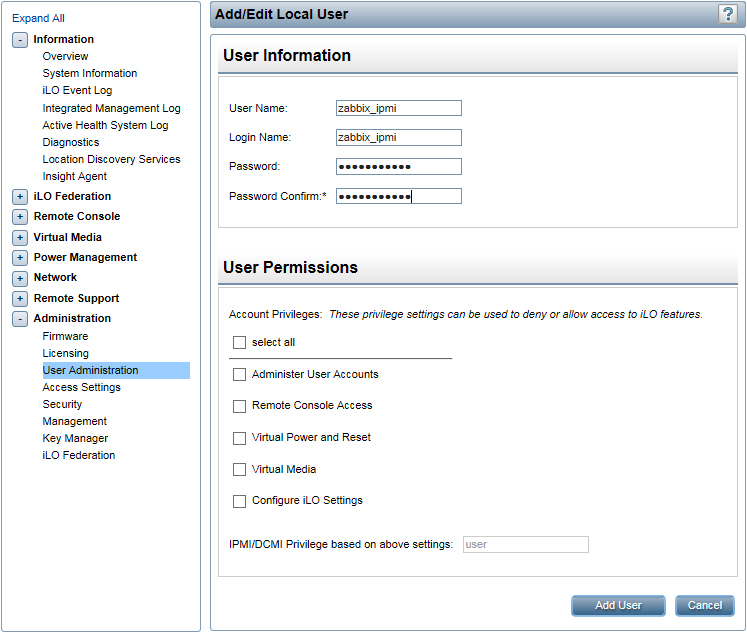 Expand All
- Information
Overview
System Information
iLO Event Log
Integrated Management Log
Active Health System Log
Diagnostics
Location Discovery Services
Insight Agent
+ iLO Federation
+ Remote Console
+ Virtual Media
+ Power Management
+ Network
+ Remote Support
- Administration
Firmware
Licensing
User Administration
Access Settings
Security
Management
Key Manager
iLO Federation
Add/Edit Local User ?
User Information
User Name: zabbix_ipmi
Login Name: zabbix_ipmi
Password: •••••••••••
Password Confirm:* •••••••••••
User Permissions
Account Privileges: These privilege settings can be used to deny or allow access to iLO features.
select all
Administer User Accounts
Remote Console Access
Virtual Power and Reset
Virtual Media
Configure iLO Settings
IPMI/DCMI Privilege based on above settings: user
Add User Cancel